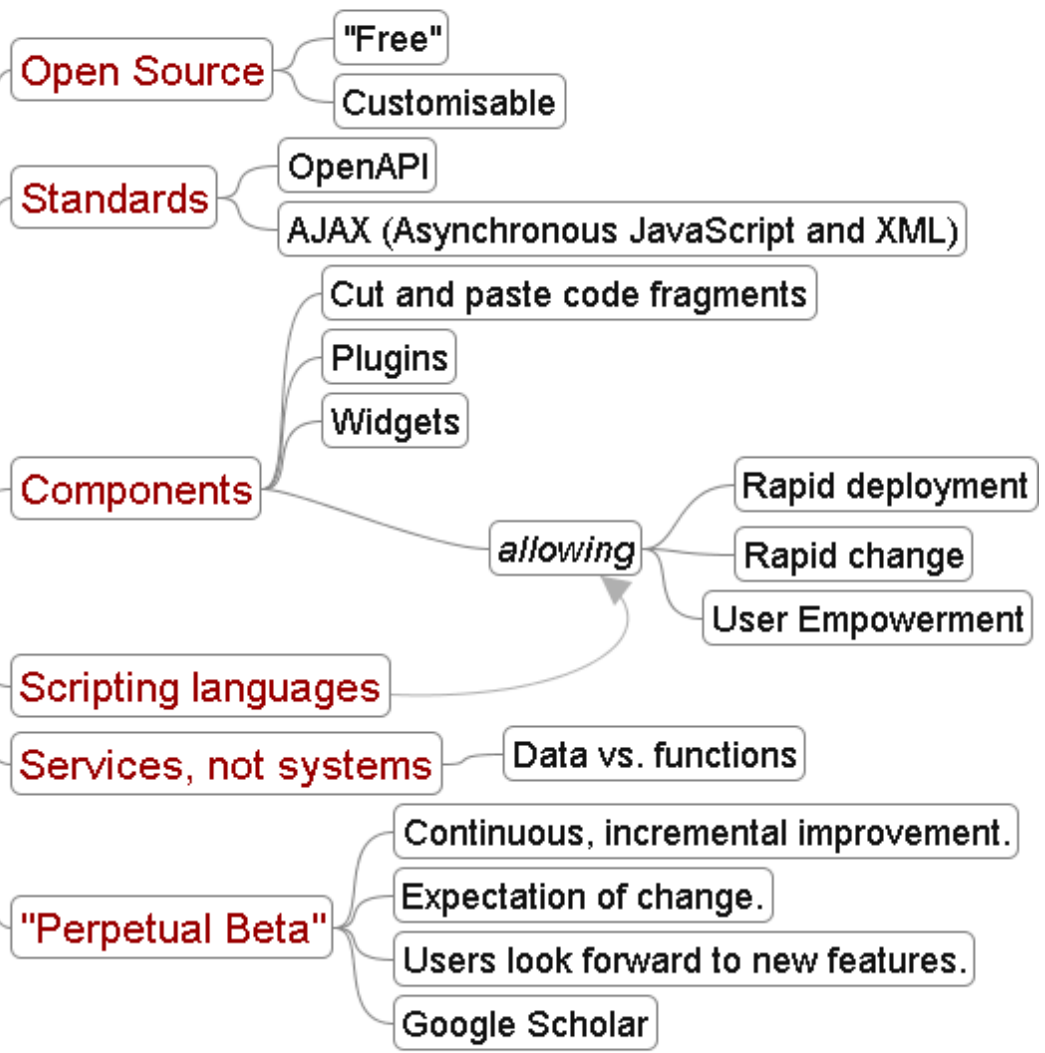 Open Source
"Free"
Customisable
Standards
OpenAPI
AJAX (Asynchronous JavaScript and XML)
Components
Cut and paste code fragments
Plugins
Widgets
allowing
Rapid deployment
Rapid change
User Empowerment
Scripting languages
Services, not systems
Data vs. functions
"Perpetual Beta"
Continuous, incremental improvement.
Expectation of change.
Users look forward to new features.
Google Scholar